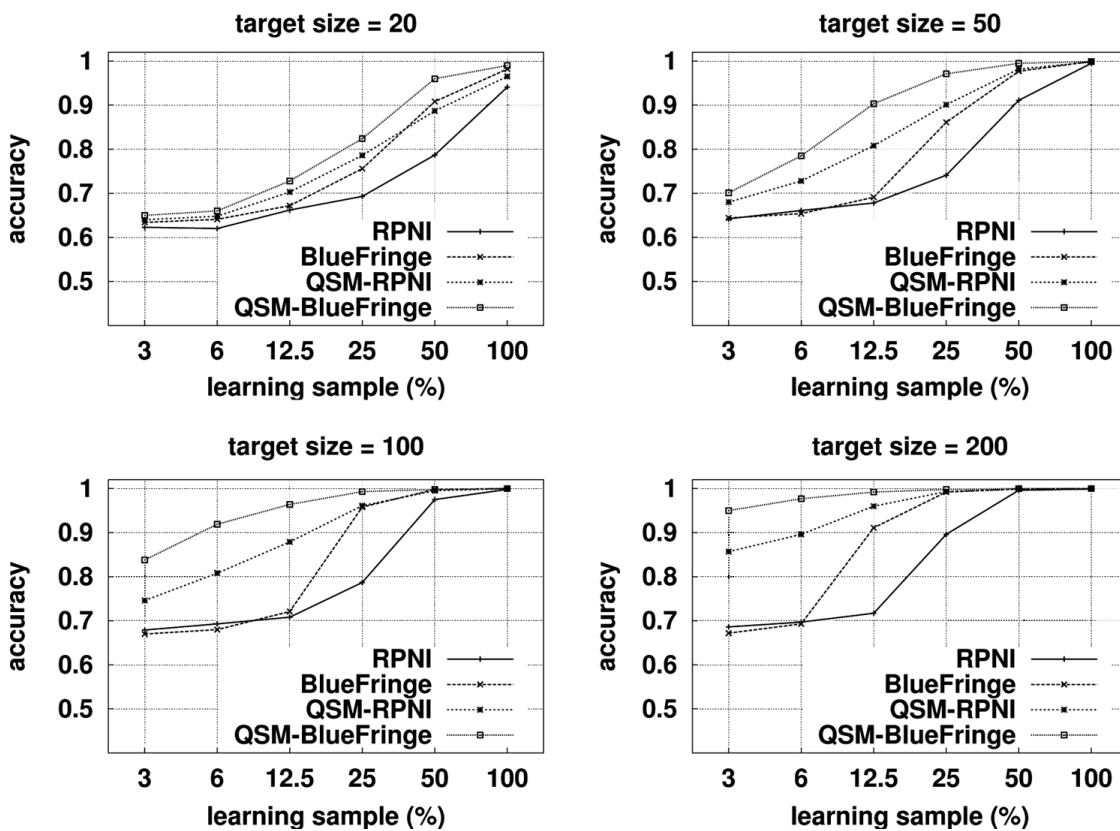 target size = 20
1
0.9
0.8
0.7
0.6
0.5
accuracy
RPNI
BlueFringe
QSM-RPNI
QSM-BlueFringe
3 6 12.5 25 50 100
learning sample (%)
target size = 50
1
0.9
0.8
0.7
0.6
0.5
accuracy
RPNI
BlueFringe
QSM-RPNI
QSM-BlueFringe
3 6 12.5 25 50 100
learning sample (%)
target size = 100
1
0.9
0.8
0.7
0.6
0.5
accuracy
RPNI
BlueFringe
QSM-RPNI
QSM-BlueFringe
3 6 12.5 25 50 100
learning sample (%)
target size = 200
1
0.9
0.8
0.7
0.6
0.5
accuracy
RPNI
BlueFringe
QSM-RPNI
QSM-BlueFringe
3 6 12.5 25 50 100
learning sample (%)